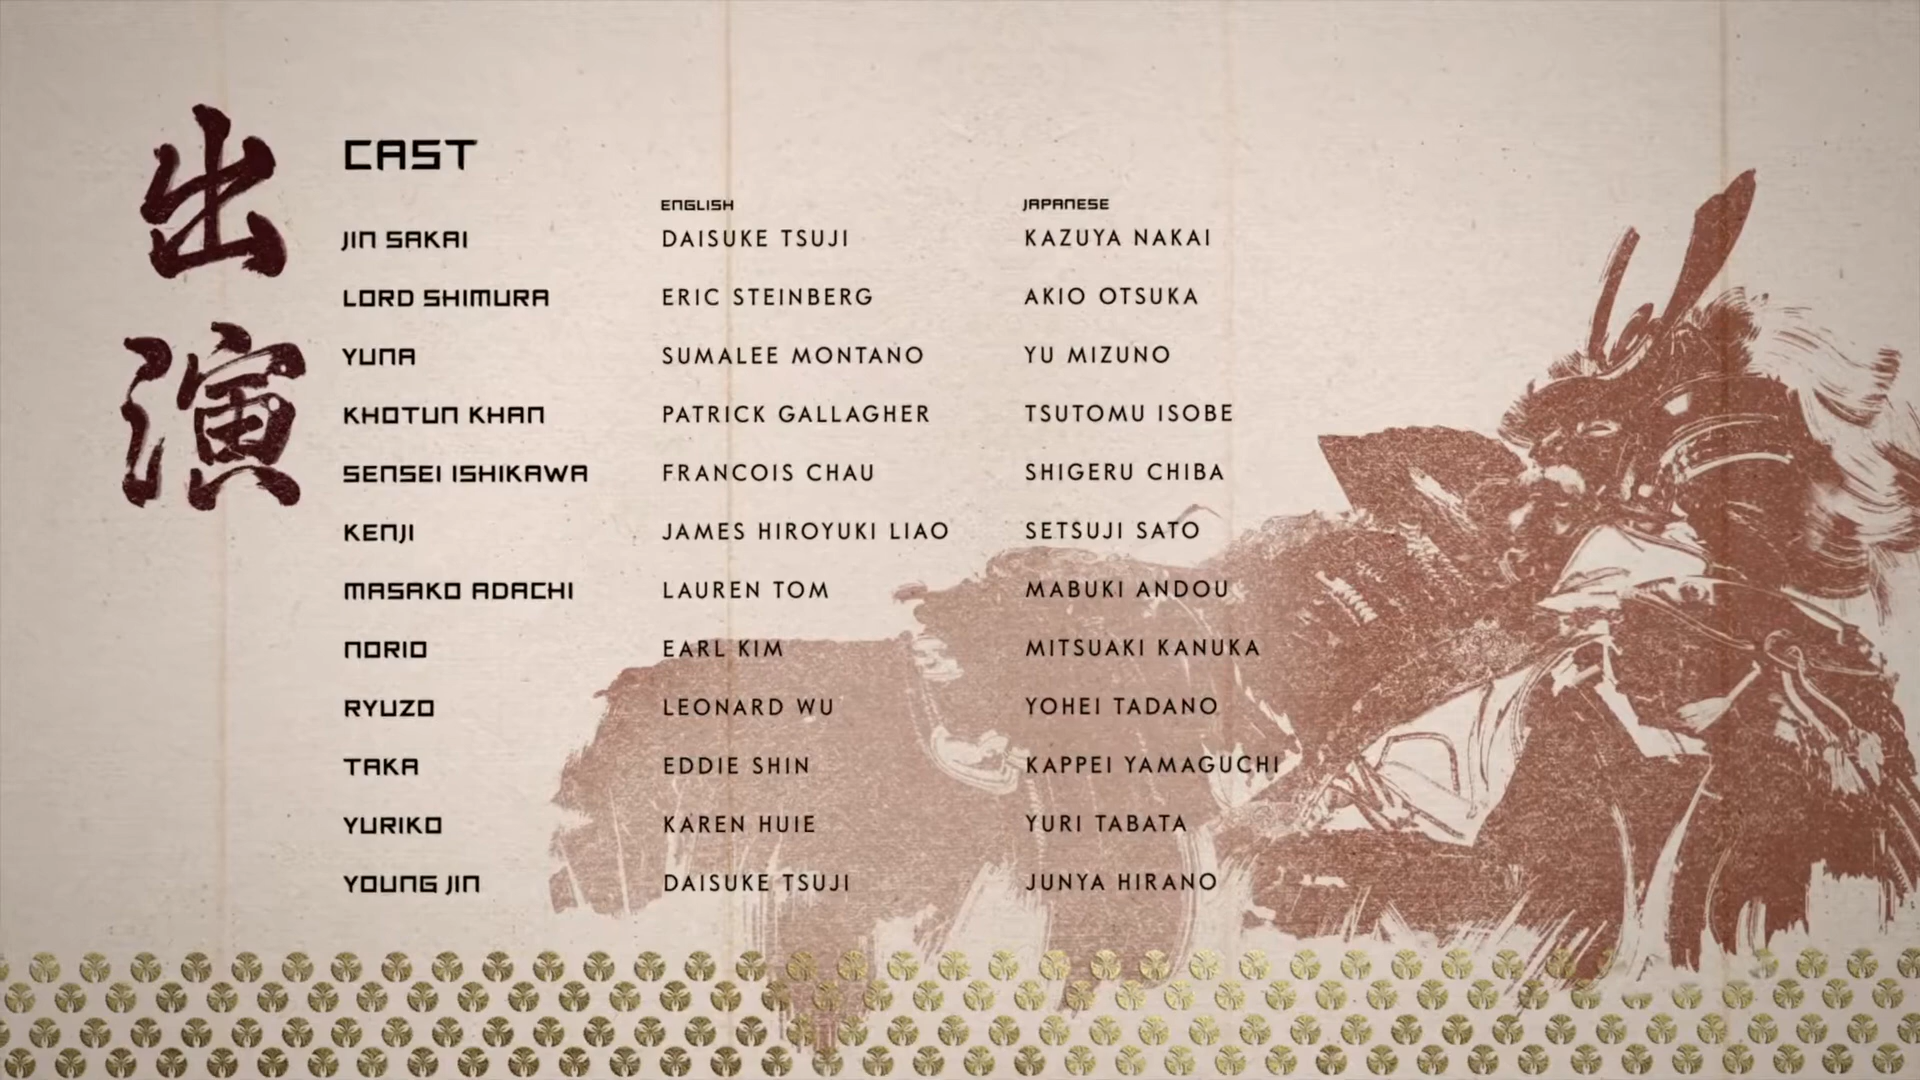 出演
CAST
ENGLISH JAPANESE
JIN SAKAI DAISUKE TSUJI KAZUYA NAKAI
LORD SHIMURA ERIC STEINBERG AKIO OTSUKA
YUNA SUMALEE MONTANO YU MIZUNO
KHOTUN KHAN PATRICK GALLAGHER TSUTOMU ISOBE
SENSEI ISHIKAWA FRANCOIS CHAU SHIGERU CHIBA
KENJI JAMES HIROYUKI LIAO SETSUJI SATO
MASAKO ADACHI LAUREN TOM MABUKI ANDOU
NORIO EARL KIM MITSUAKI KANUKA
RYUZO LEONARD WU YOHEI TADANO
TAKA EDDIE SHIN KAPPEI YAMAGUCHI
YURIKO KAREN HUIE YURI TABATA
YOUNG JIN DAISUKE TSUJI JUNYA HIRANO